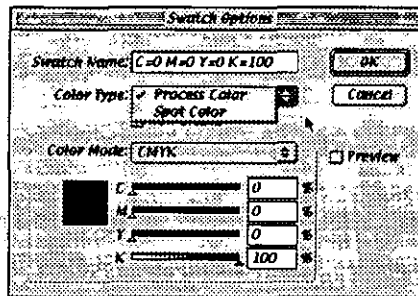 Swatch Options
Swatch Name: C=0 M=0 Y=0 K=100
OK
Color Type: ✓ Process Color
Spot Color
Cancel
Color Mode: CMYK
Preview
C 0 %
M 0 %
Y 0 %
K 100 %